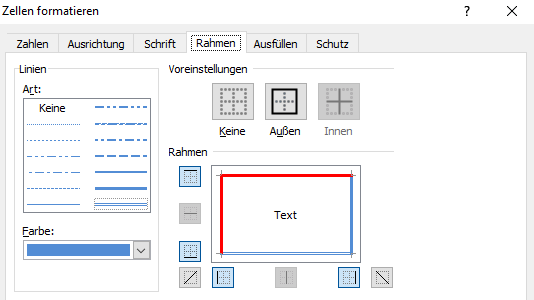 Zellen formatieren ?
Zahlen Ausrichtung Schrift Rahmen Ausfüllen Schutz
Linien
Art:
Keine
Farbe:
Voreinstellungen
Keine Außen Innen
Rahmen
Text